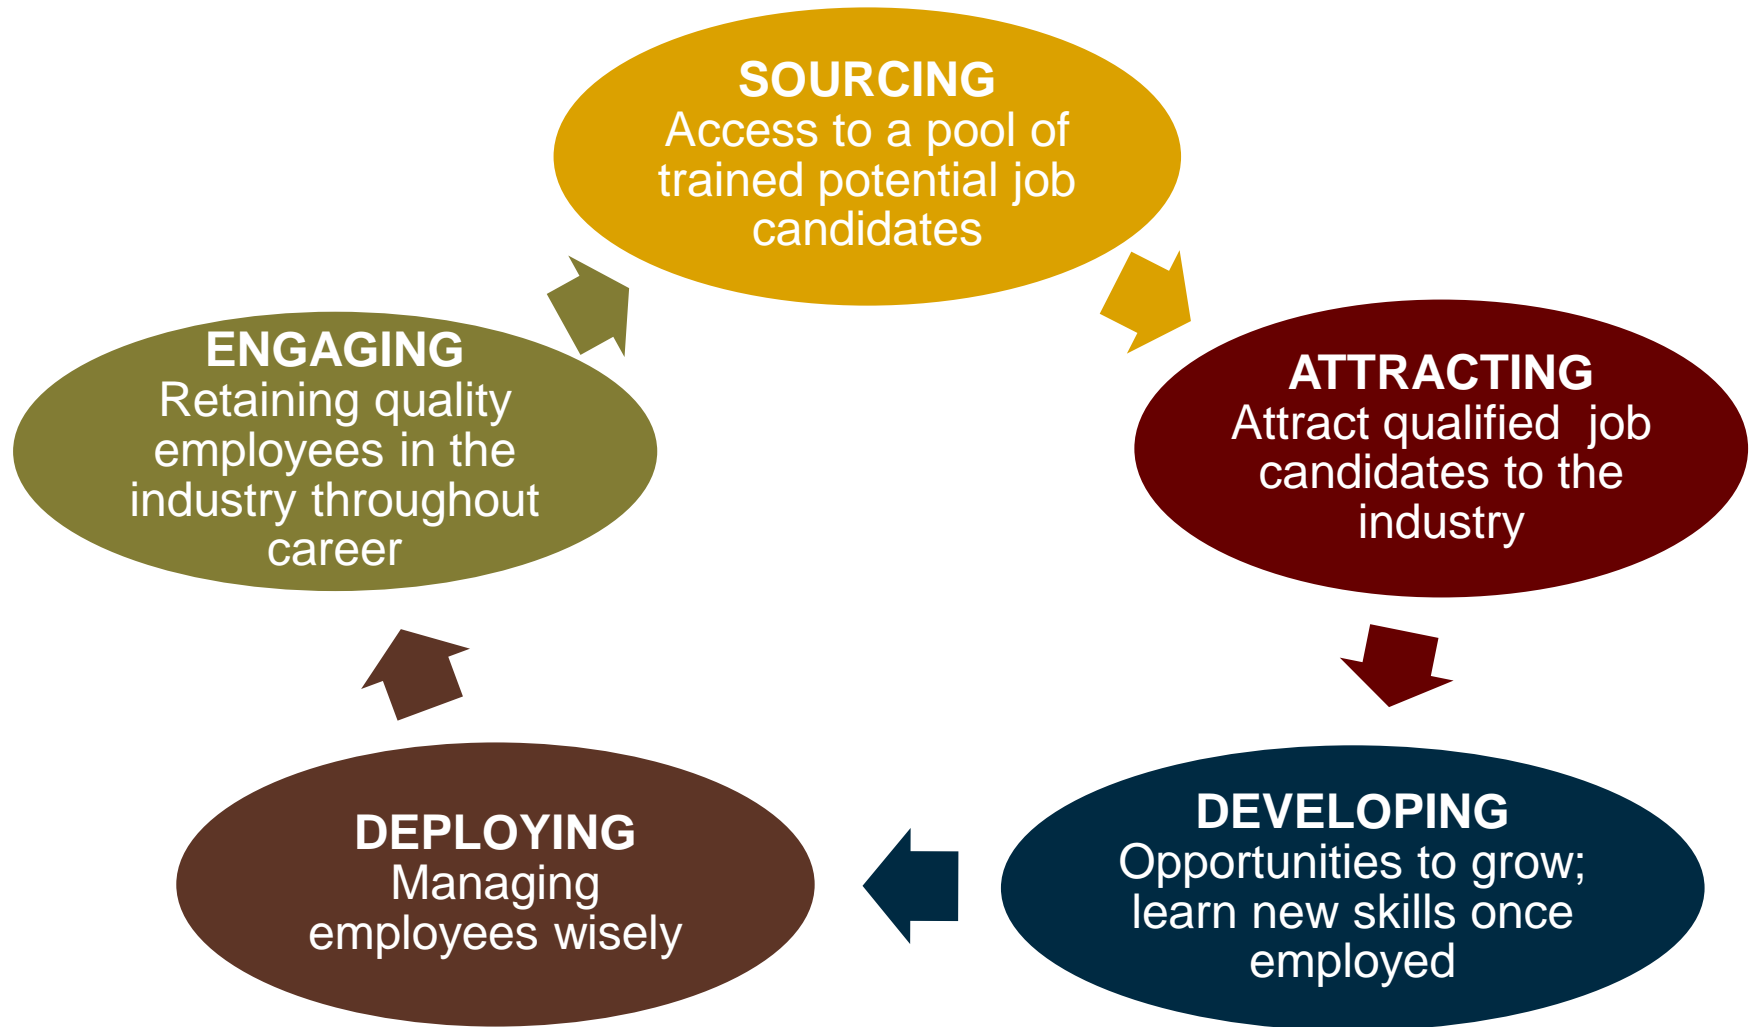 SOURCING
Access to a pool of
trained potential job
candidates
ATTRACTING
Attract qualified  job
candidates to the
industry
DEVELOPING
Opportunities to grow;
learn new skills once
employed
DEPLOYING
Managing
employees wisely
ENGAGING
Retaining quality
employees in the
industry throughout
career